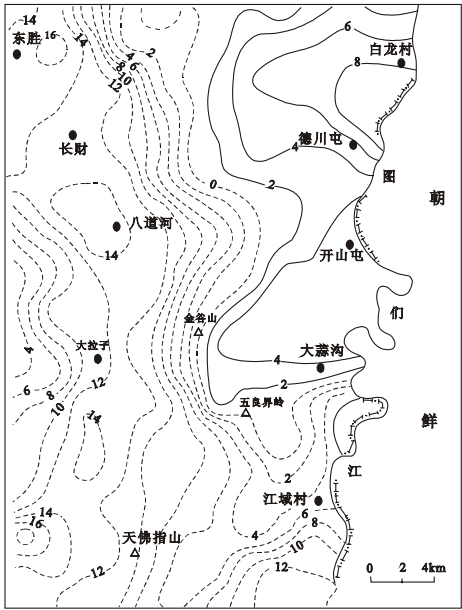 14
东胜 16
14
4
6
8
10
12
2
6
白龙村
8
长财
德川屯
4
图
朝
0
2
八道河
14
开山屯
们
金谷山
大拉子
4
大蒜沟
4
12
6
8
10
2
五良界岭
14
鲜
2
江
江域村
6
14
16
天佛指山
4
8
10
12
12
0 2 4km